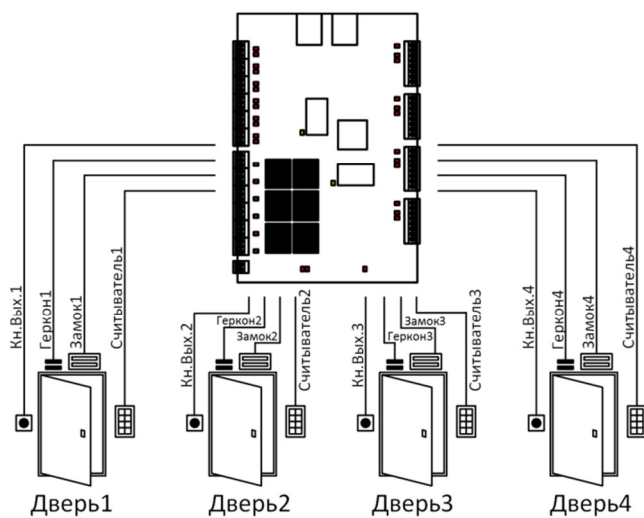 Кн.Вых.1
Геркон1
Замок1
Считыватель1
Кн.Вых.2
Геркон2
Замок2
Считыватель2
Кн.Вых.3
Геркон3
Замок3
Считыватель3
Кн.Вых.4
Геркон4
Замок4
Считыватель4
Дверь1
Дверь2
Дверь3
Дверь4